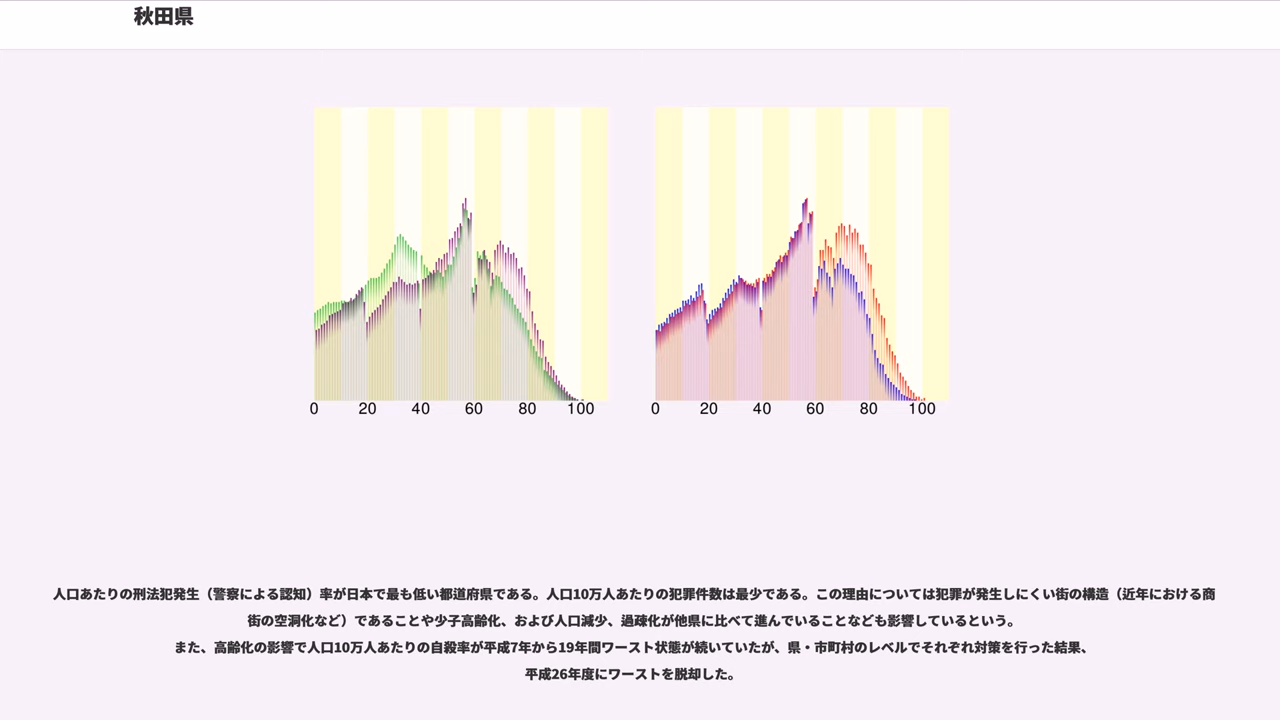 秋田県
0 20 40 60 80 100 0 20 40 60 80 100
人口あたりの刑法犯発生（警察による認知）率が日本で最も低い都道府県である。人口10万人あたりの犯罪件数は最少である。この理由については犯罪が発生しにくい街の構造（近年における商
街の空洞化など）であることや少子高齢化、および人口減少、過疎化が他県に比べて進んでいることなども影響しているという。
また、高齢化の影響で人口10万人あたりの自殺率が平成7年から19年間ワースト状態が続いていたが、県・市町村のレベルでそれぞれ対策を行った結果、
平成26年度にワーストを脱却した。